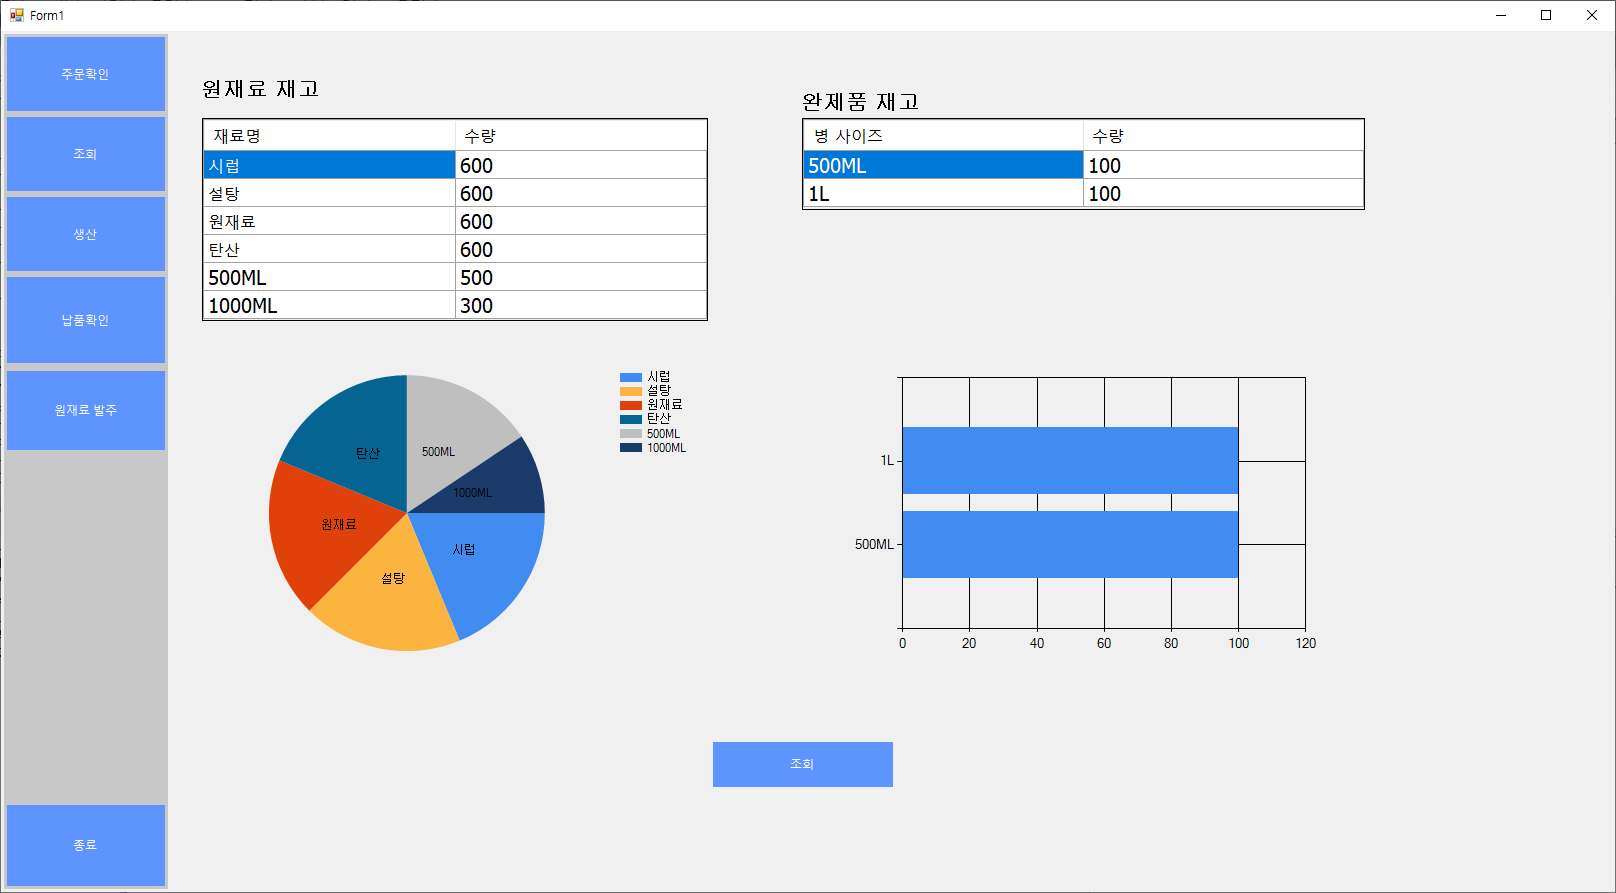 Form1
주문확인
조회
생산
납품확인
원재료 발주
종료
원재료 재고
재료명 수량
시럽 600
설탕 600
원재료 600
탄산 600
500ML 500
1000ML 300
완제품 재고
병 사이즈 수량
500ML 100
1L 100
탄산
500ML
1000ML
원재료
시럽
설탕
시럽
설탕
원재료
탄산
500ML
1000ML
1L
500ML
0 20 40 60 80 100 120
조회